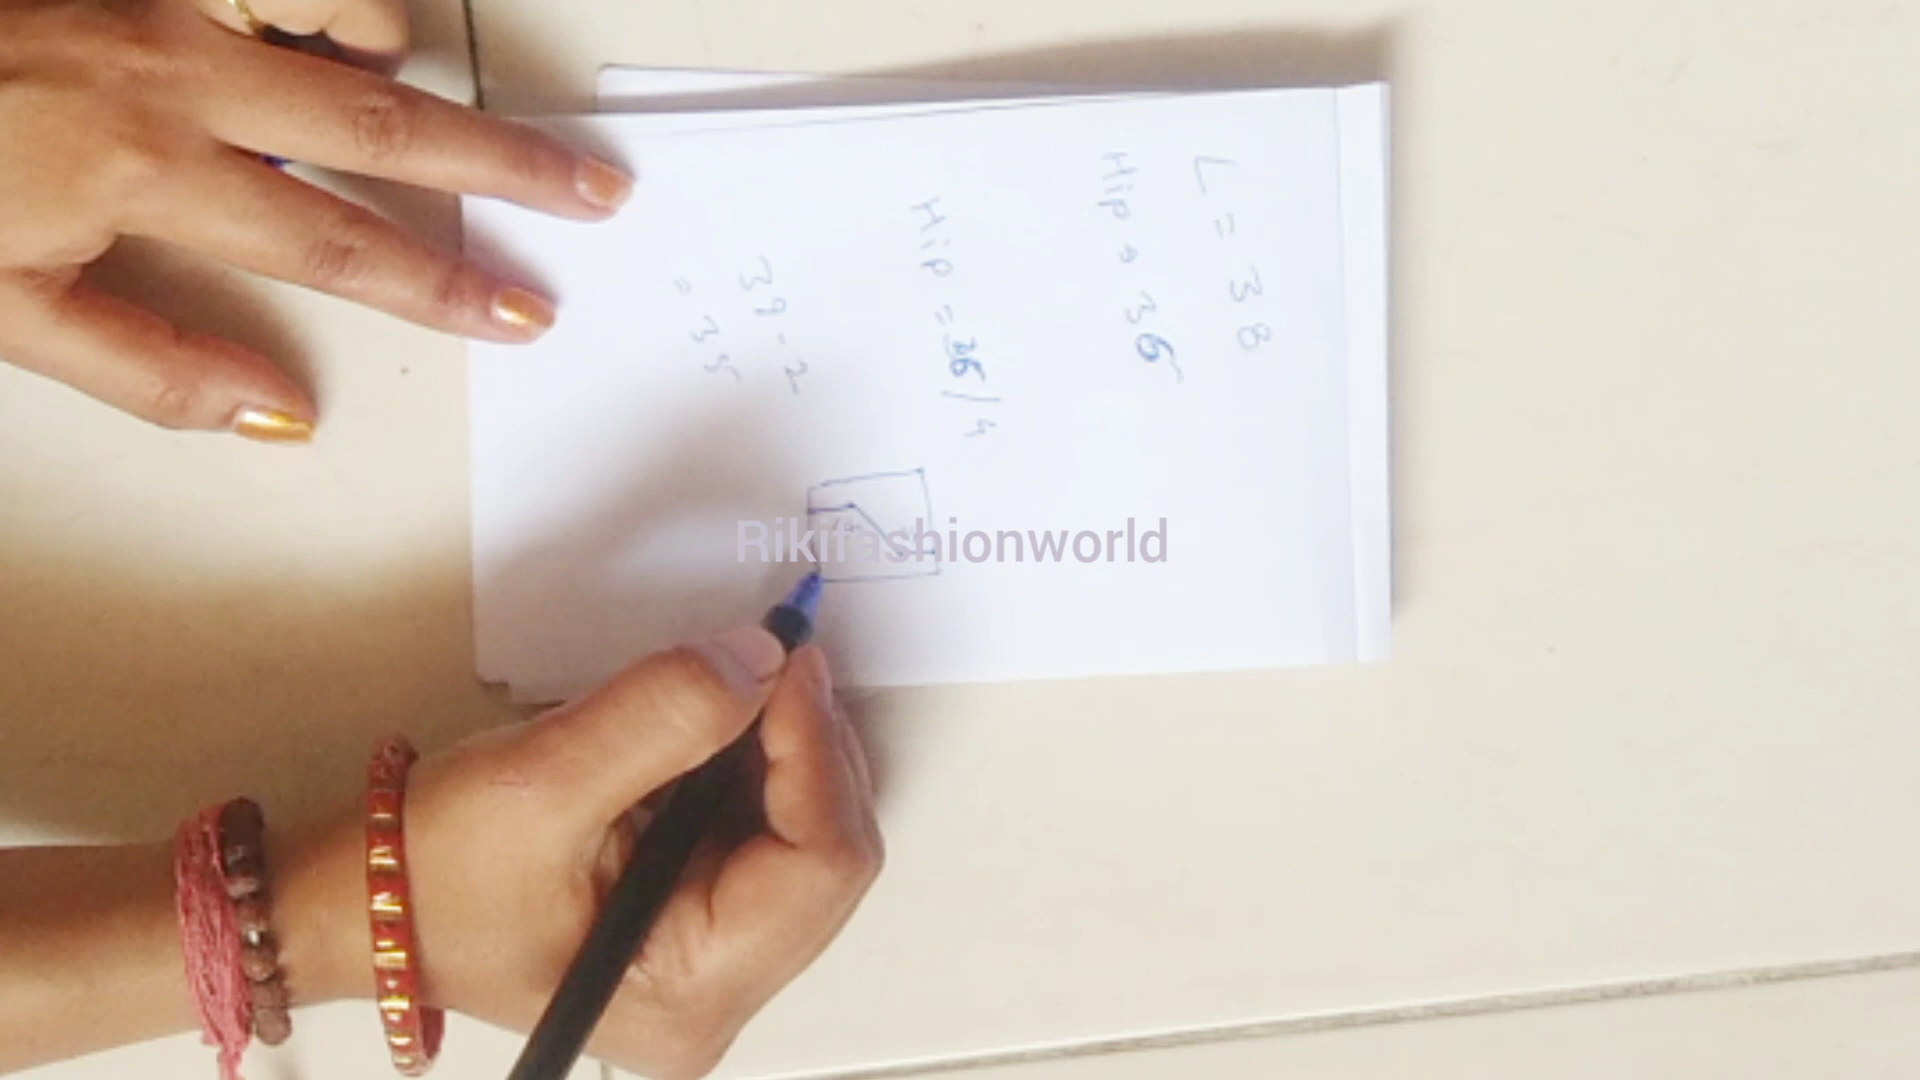 L = 38
Hip = 36
Hip = 36/4
39-2
= 35
Rikifashionworld